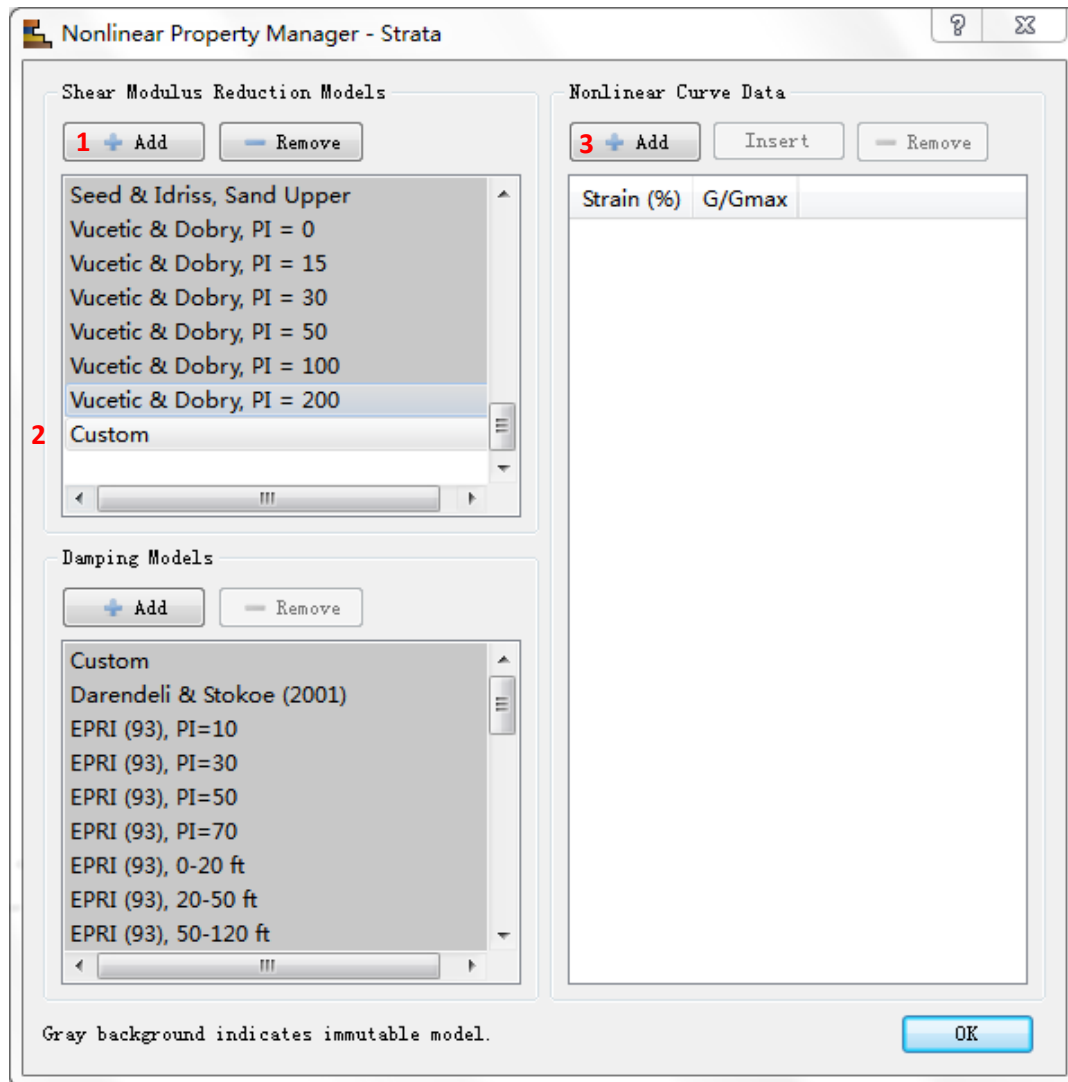 Nonlinear Property Manager - Strata
Shear Modulus Reduction Models
1 Add Remove
Seed & Idriss, Sand Upper
Vucetic & Dobry, PI = 0
Vucetic & Dobry, PI = 15
Vucetic & Dobry, PI = 30
Vucetic & Dobry, PI = 50
Vucetic & Dobry, PI = 100
Vucetic & Dobry, PI = 200
2 Custom
Damping Models
Add Remove
Custom
Darendeli & Stokoe (2001)
EPRI (93), PI=10
EPRI (93), PI=30
EPRI (93), PI=50
EPRI (93), PI=70
EPRI (93), 0-20 ft
EPRI (93), 20-50 ft
EPRI (93), 50-120 ft
Nonlinear Curve Data
3 Add Insert Remove
Strain (%) G/Gmax
Gray background indicates immutable model.
OK